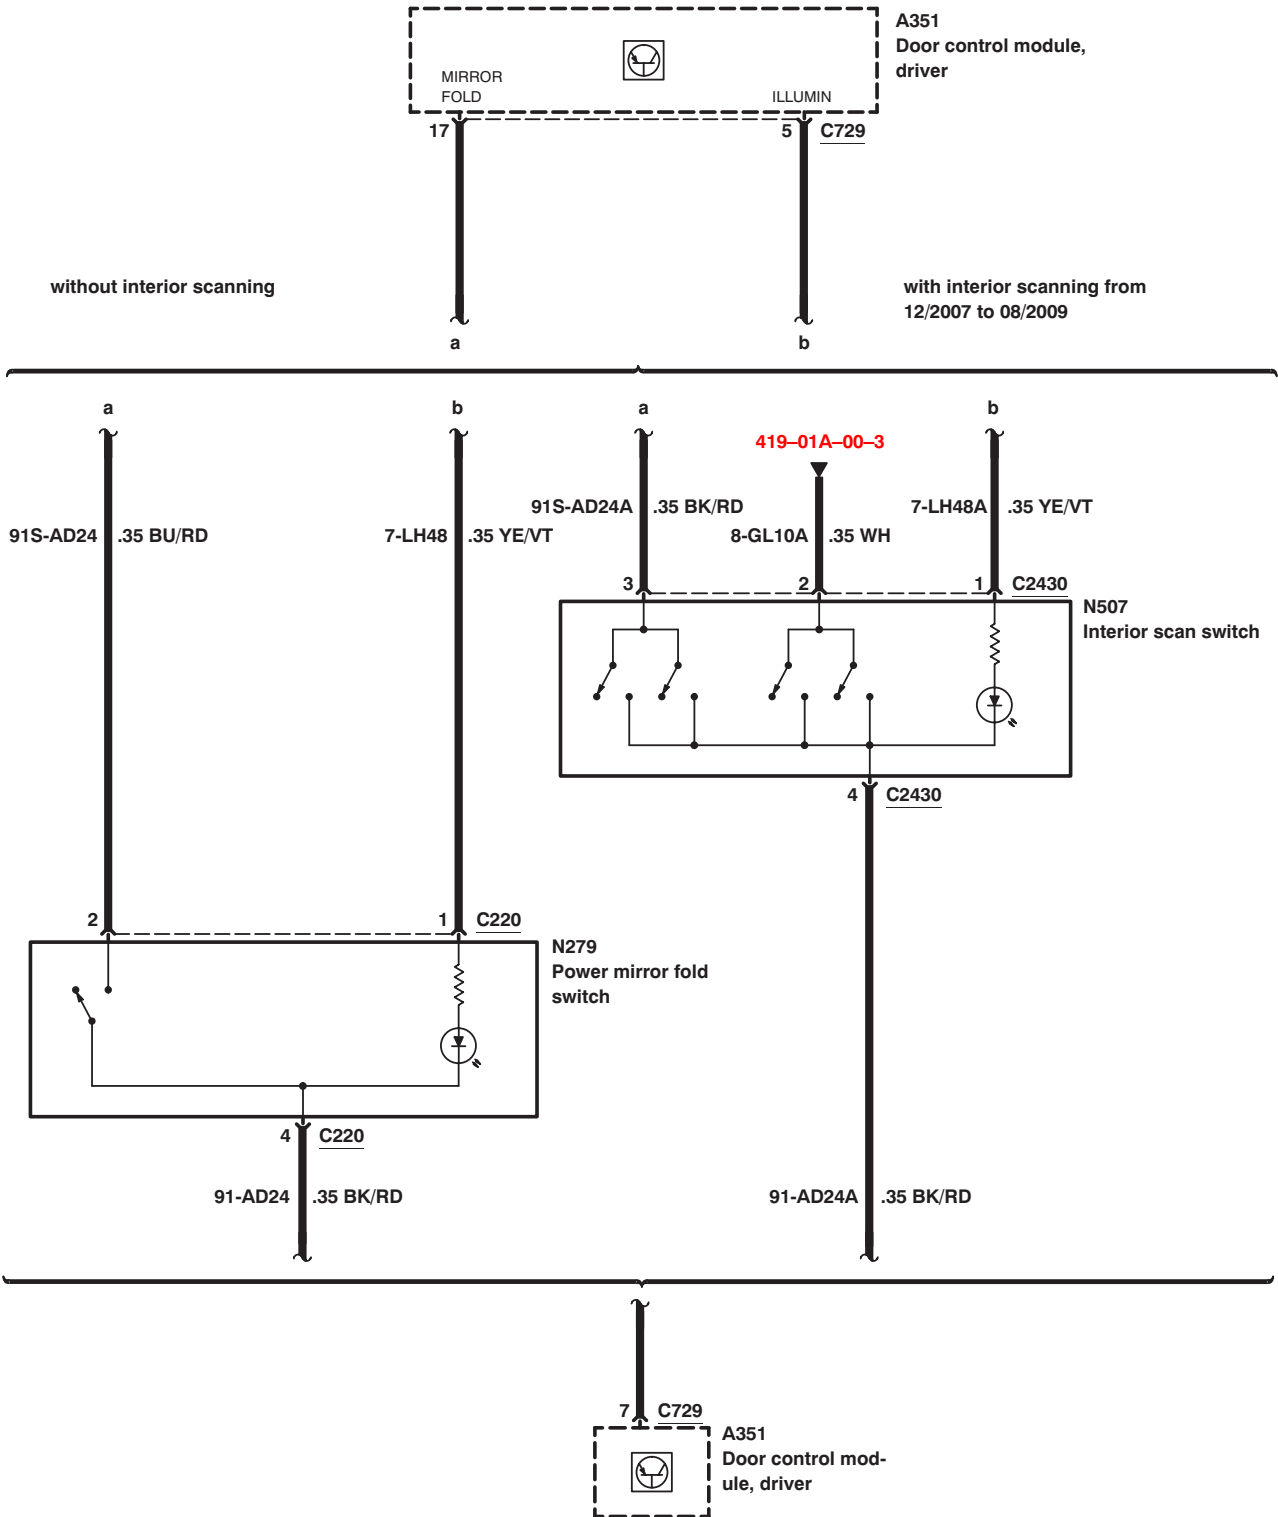 A351
Door control module,
driver
MIRROR
FOLD
ILLUMIN
17
5
C729
without interior scanning
with interior scanning from
12/2007 to 08/2009
a
b
a
b
a
b
419–01A–00–3
91S-AD24A
.35 BK/RD
7-LH48A
.35 YE/VT
91S-AD24
.35 BU/RD
7-LH48
.35 YE/VT
8-GL10A
.35 WH
3
2
1
C2430
N507
Interior scan switch
4
C2430
2
1
C220
N279
Power mirror fold
switch
4
C220
91-AD24
.35 BK/RD
91-AD24A
.35 BK/RD
7
C729
A351
Door control mod-
ule, driver